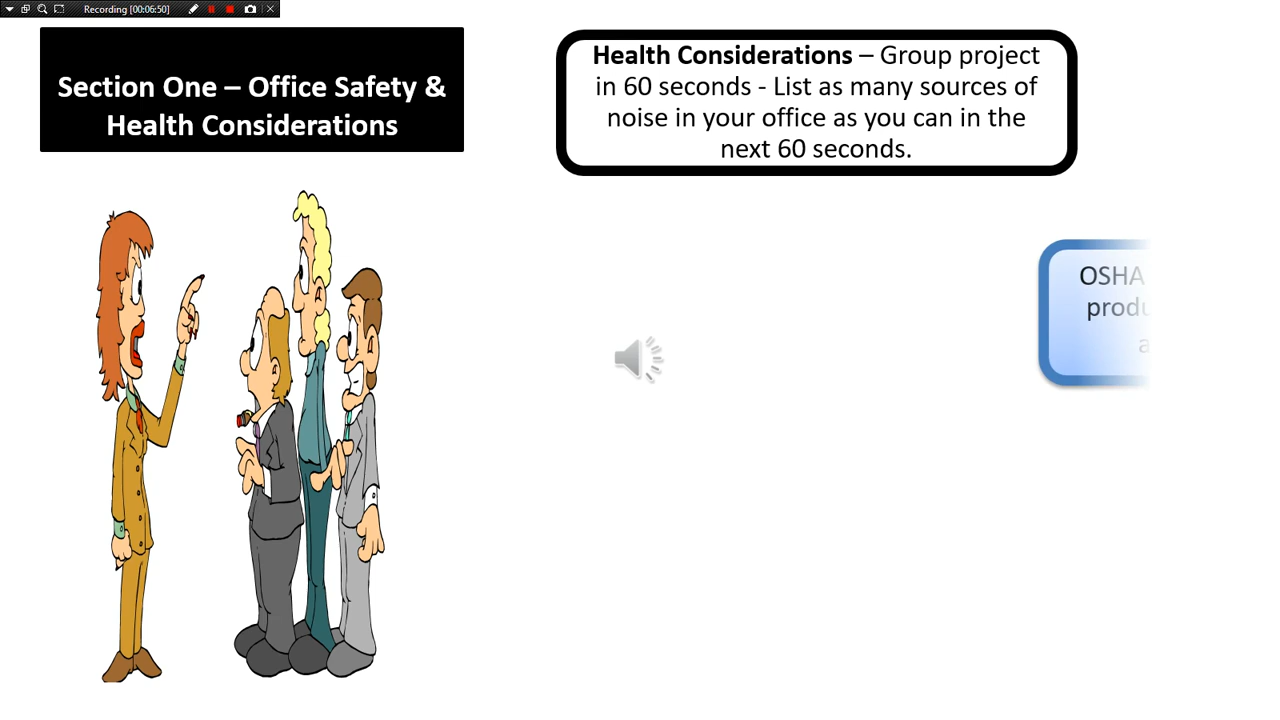 Recording [00:06:50]
Section One – Office Safety &
Health Considerations
Health Considerations – Group project
in 60 seconds - List as many sources of
noise in your office as you can in the
next 60 seconds.
OSHA